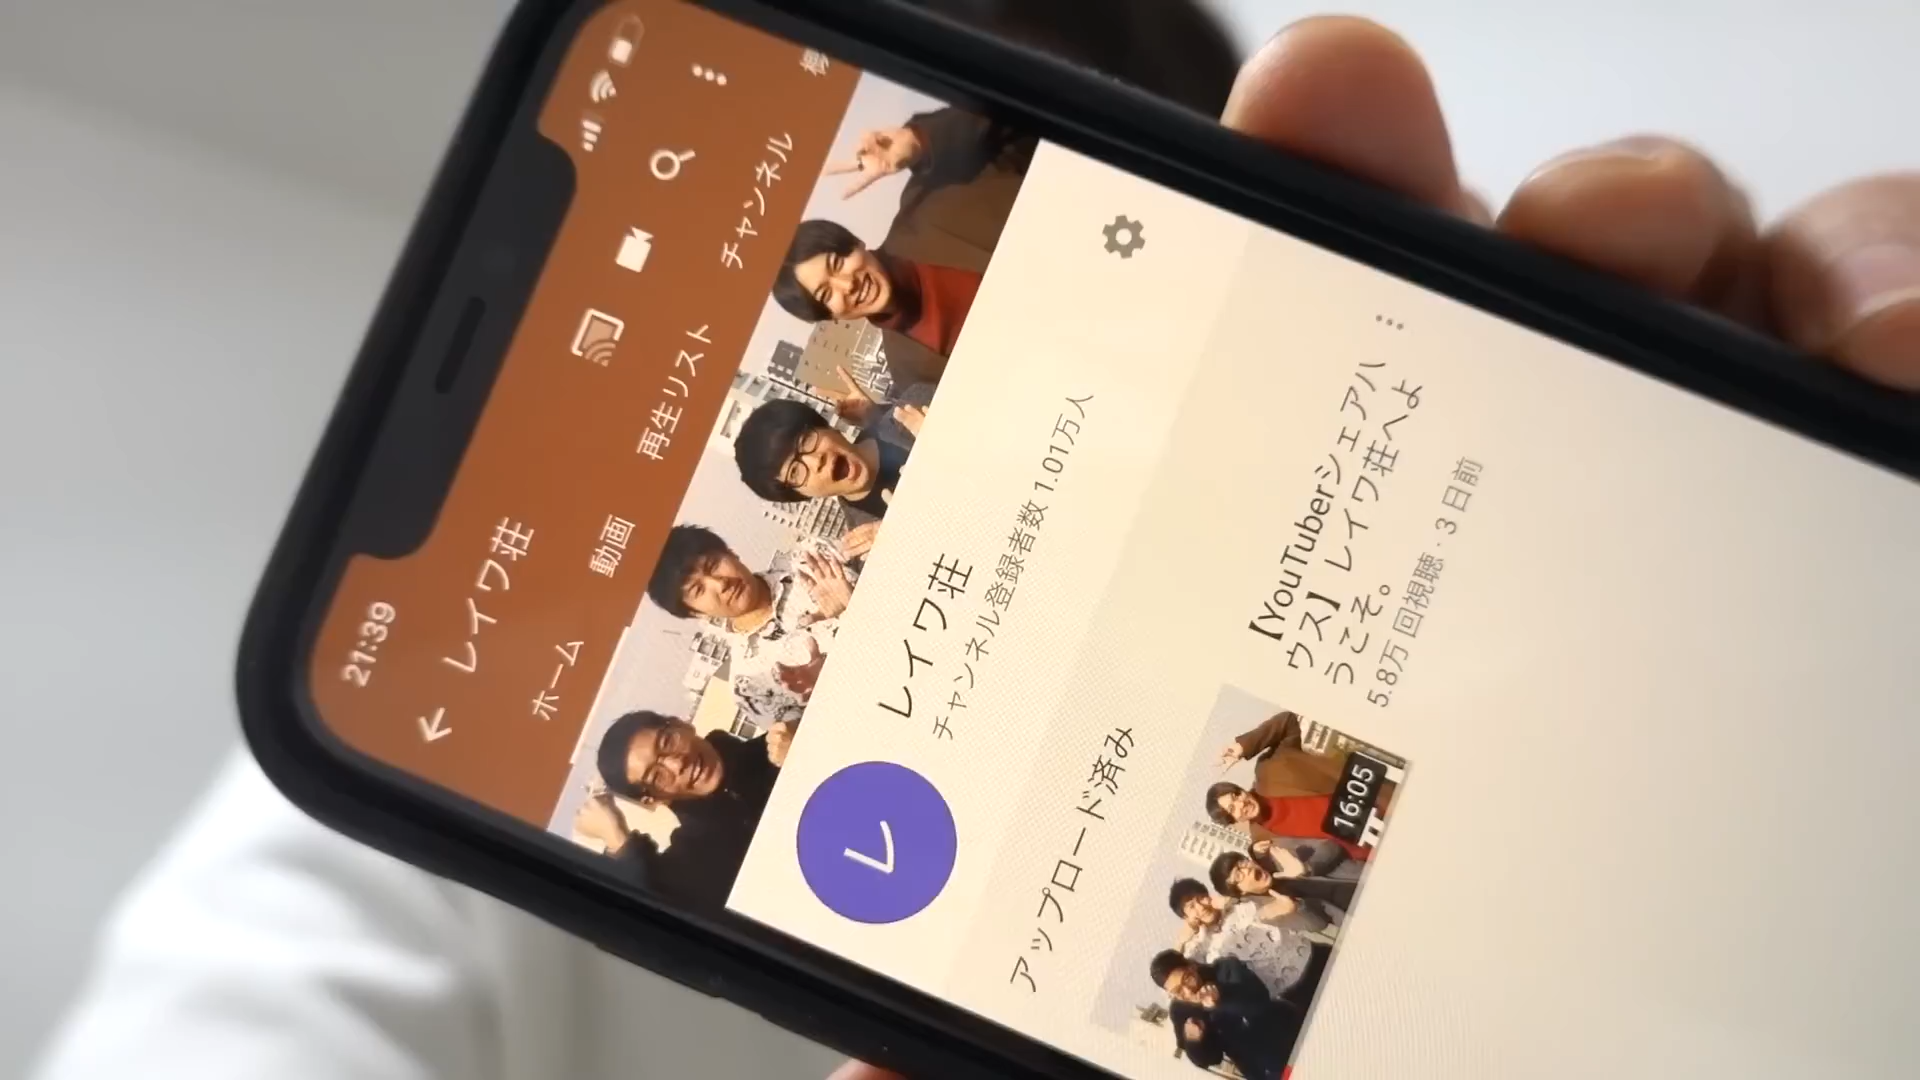 21:39
レイワ荘
ホーム
動画
再生リスト
チャンネル
レ
レイワ荘
チャンネル登録者数 1.01万人
アップロード済み
16:05
【YouTuberシェアハ
ウス】レイワ荘へよ
うこそ。
5.8万 回視聴・3 日前